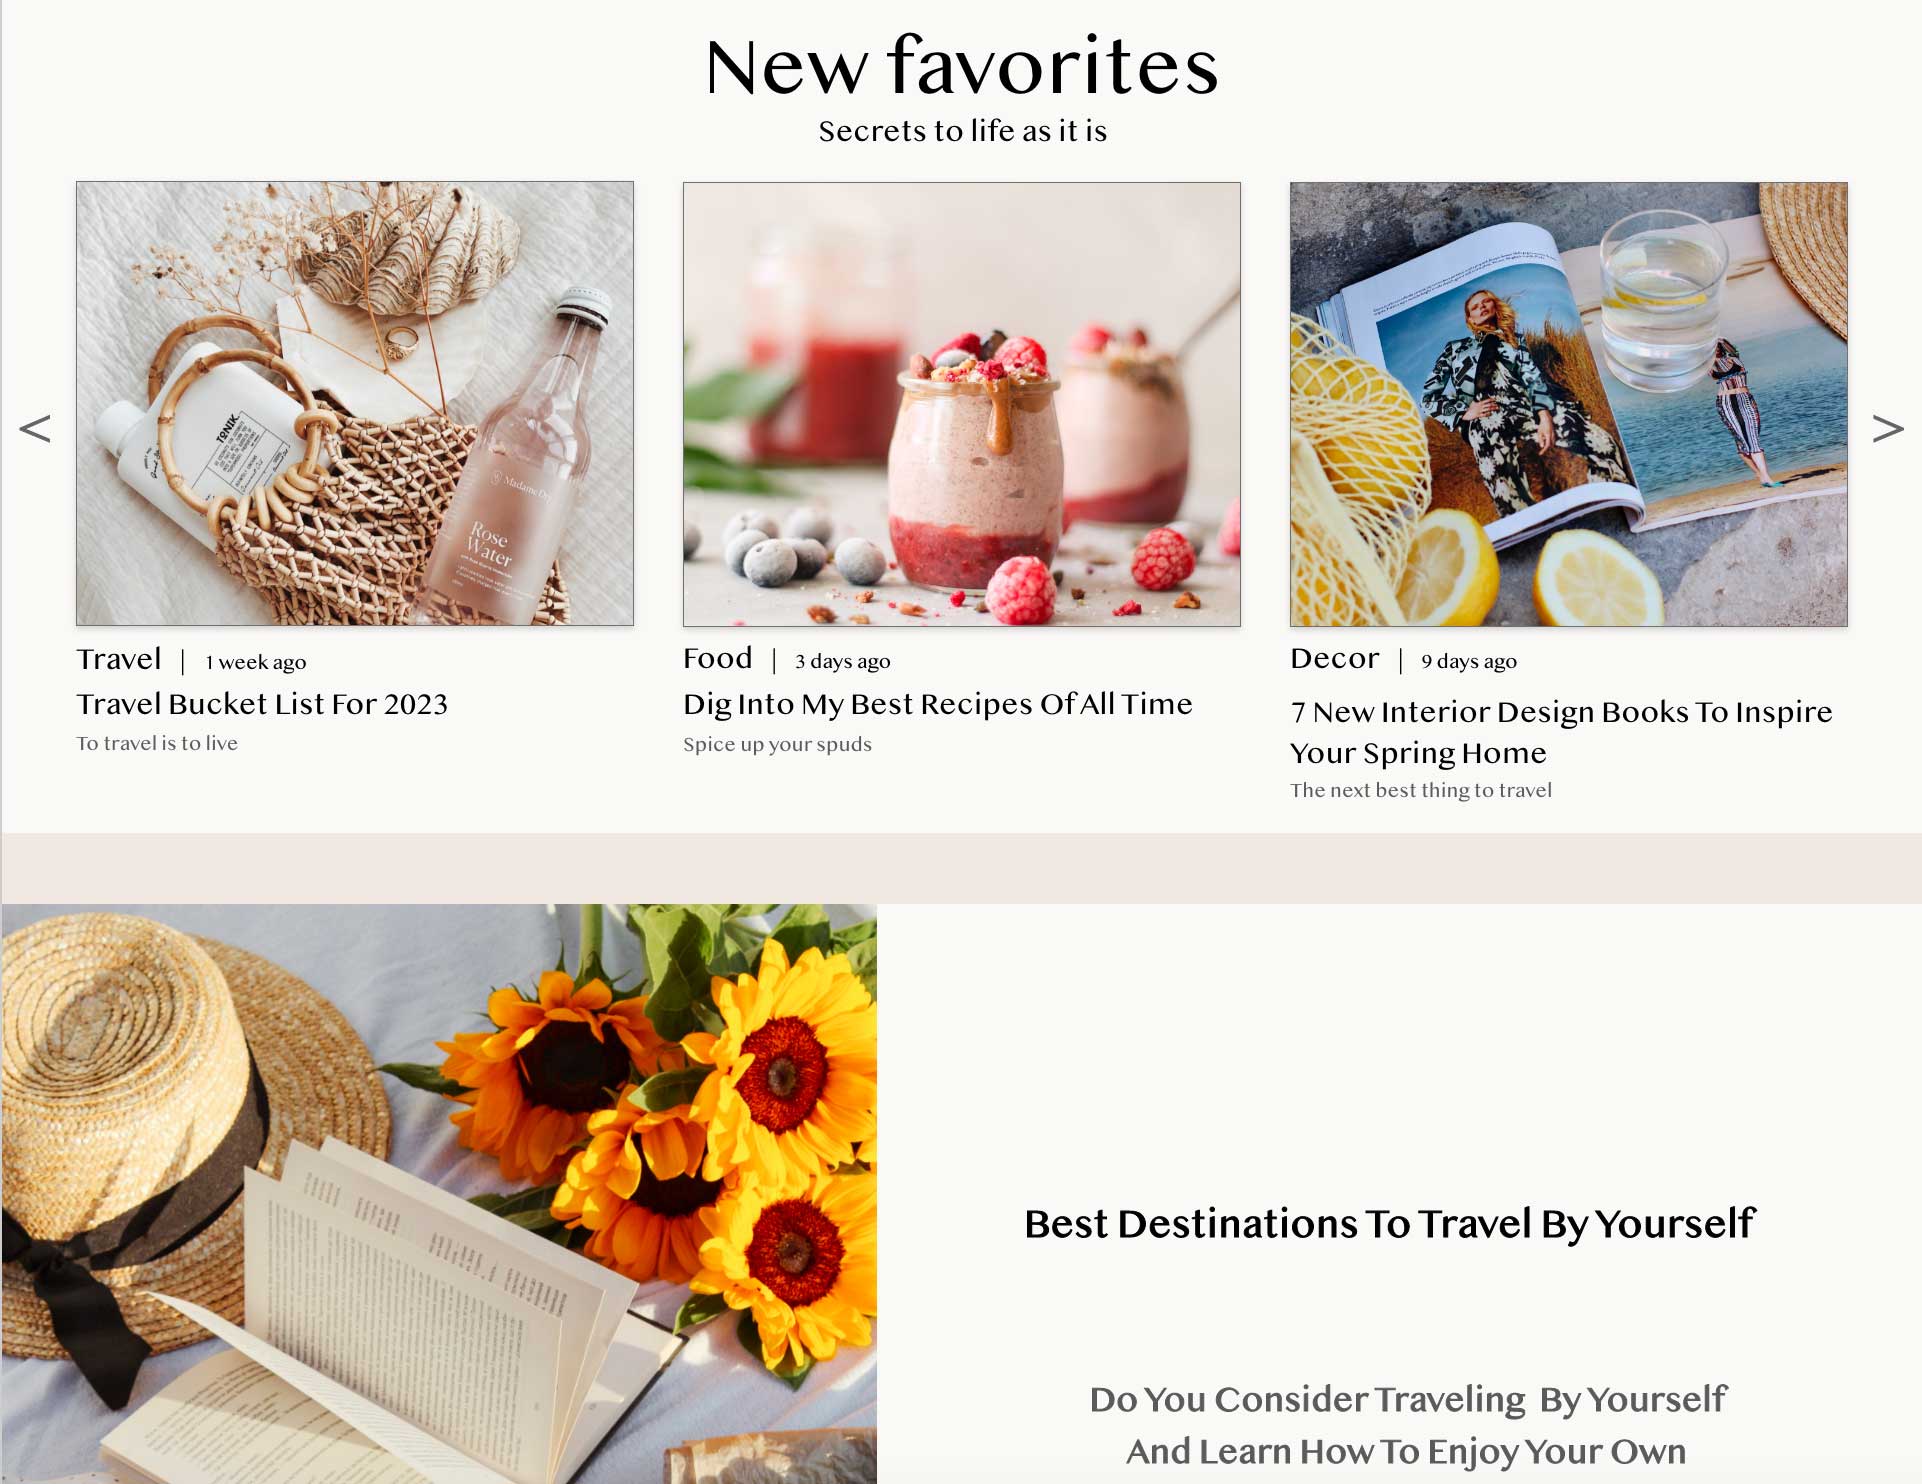 New favorites
Secrets to life as it is
<
>
TONIK
Madame Dry
Rose
Water
Travel | 1 week ago
Travel Bucket List For 2023
To travel is to live
Food | 3 days ago
Dig Into My Best Recipes Of All Time
Spice up your spuds
Decor | 9 days ago
7 New Interior Design Books To Inspire
Your Spring Home
The next best thing to travel
Best Destinations To Travel By Yourself
Do You Consider Traveling By Yourself
And Learn How To Enjoy Your Own